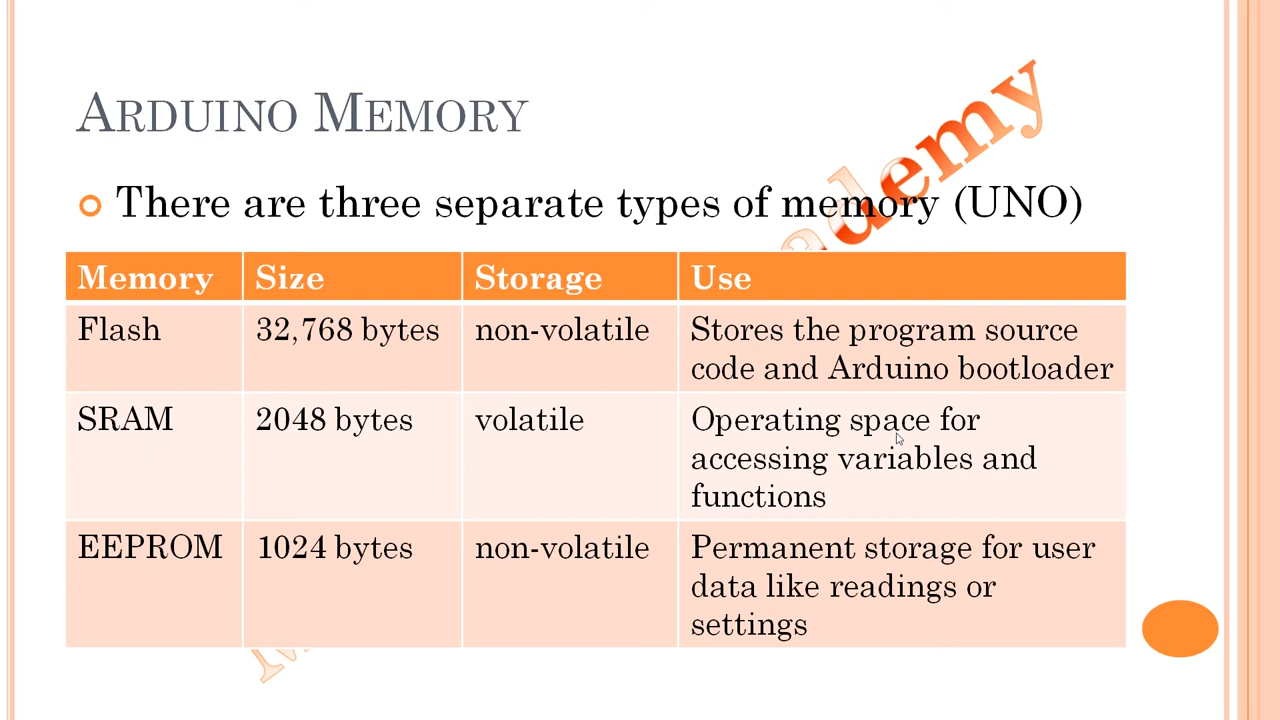 ARDUINO MEMORY
There are three separate types of memory (UNO)
Memory Size Storage Use
Flash 32,768 bytes non-volatile Stores the program source
code and Arduino bootloader
SRAM 2048 bytes volatile Operating space for
accessing variables and
functions
EEPROM 1024 bytes non-volatile Permanent storage for user
data like readings or
settings